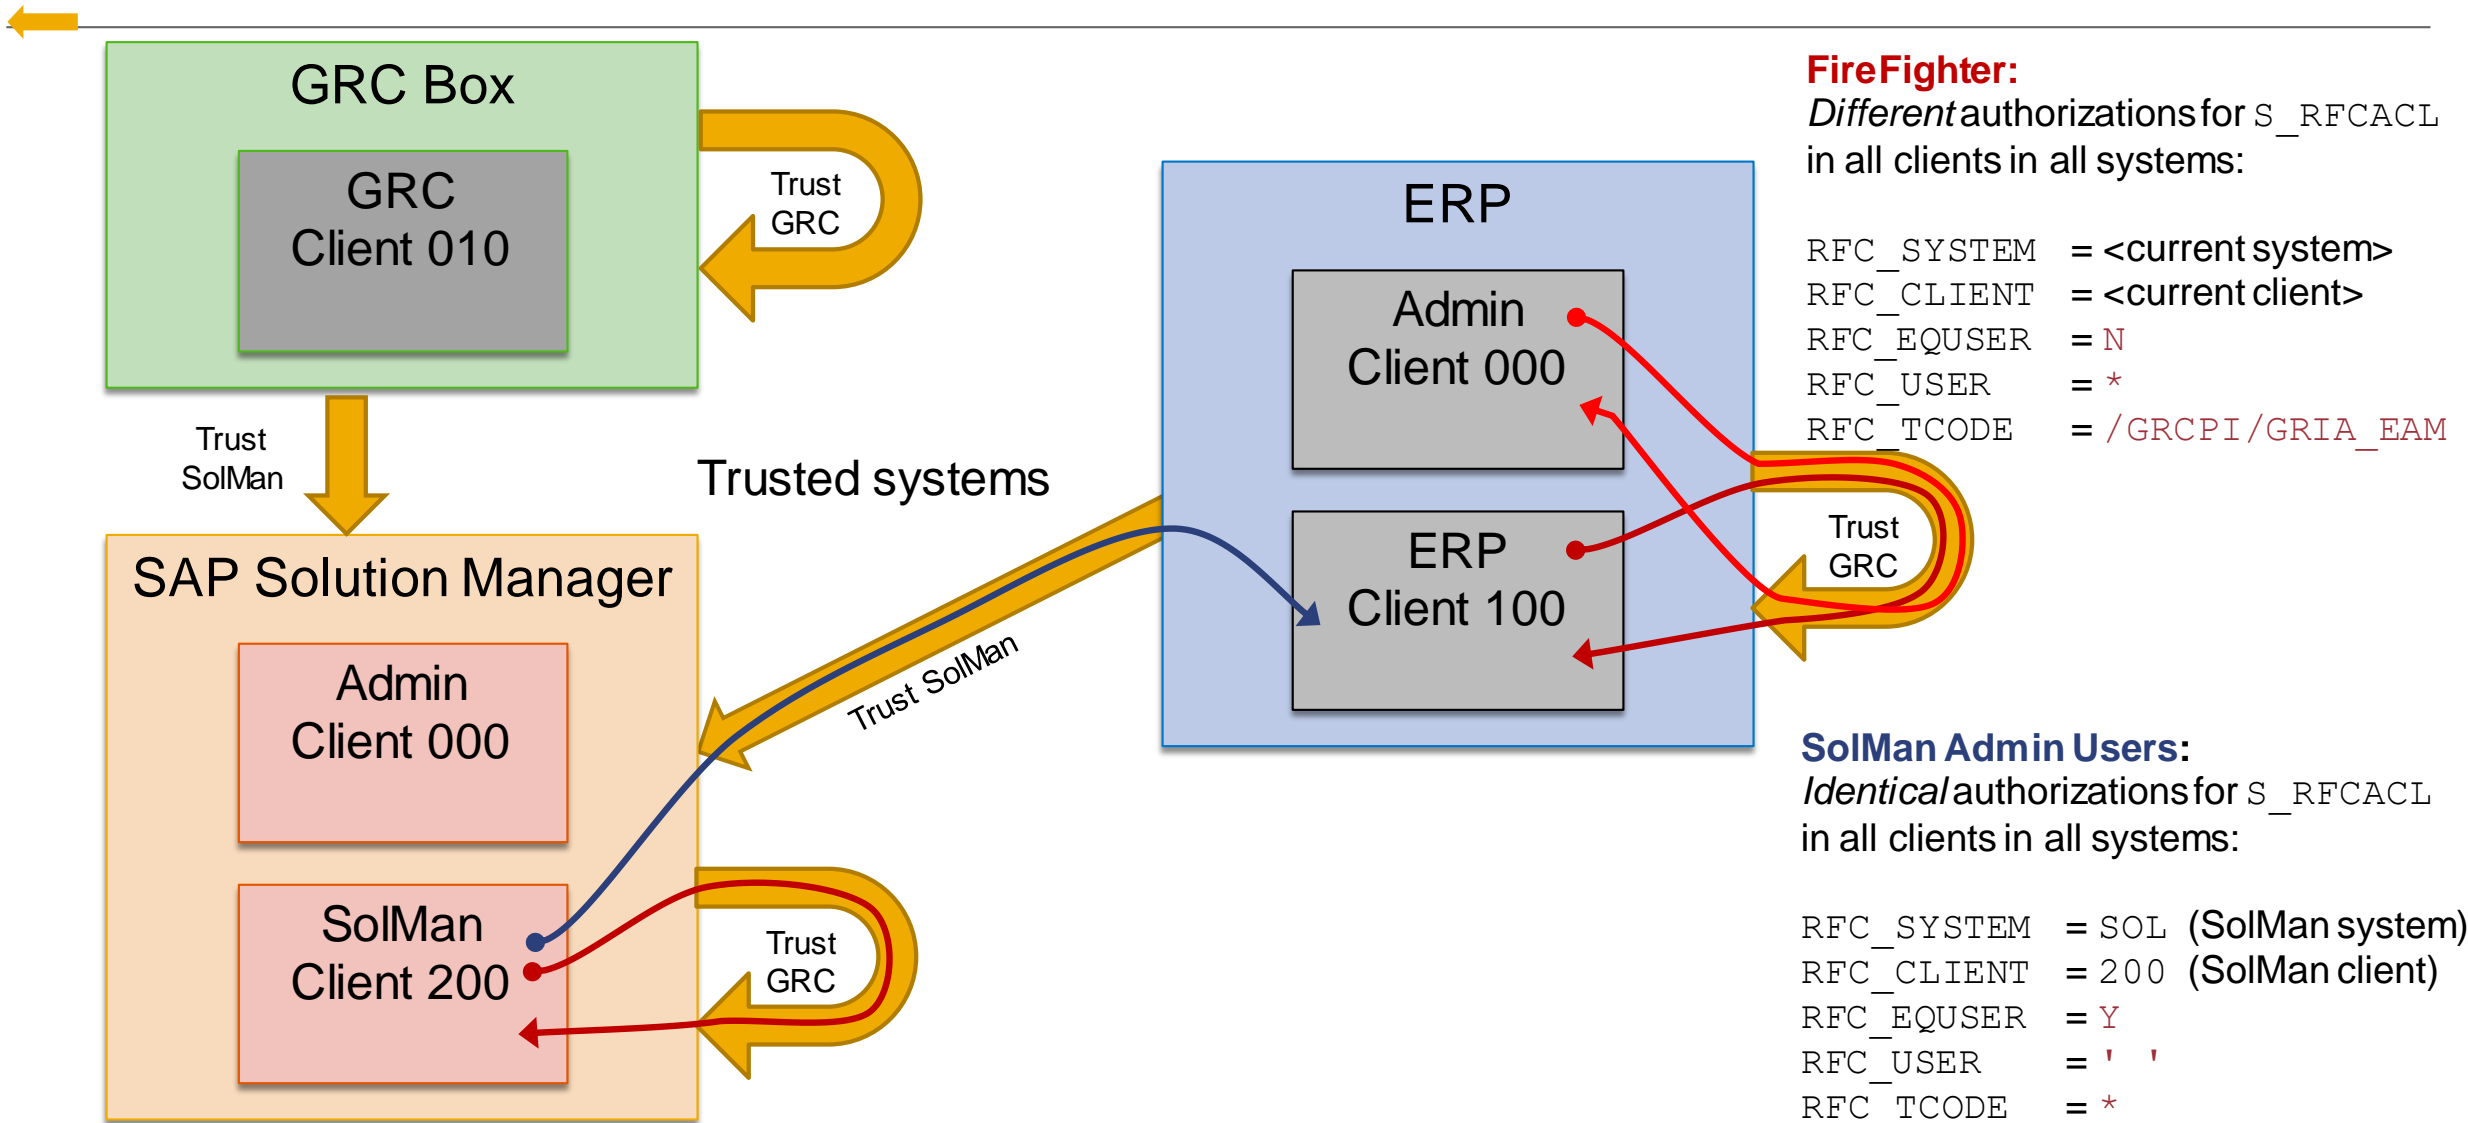 GRC Box
GRC
Client 010
Trust
GRC
Trust
SolMan
Trusted systems
SAP Solution Manager
Admin
Client 000
SolMan
Client 200
Trust
GRC
Trust SolMan
ERP
Admin
Client 000
ERP
Client 100
Trust
GRC
FireFighter:
Different authorizations for S_RFCACL
in all clients in all systems:
RFC_SYSTEM = <current system>
RFC_CLIENT = <current client>
RFC_EQUSER = N
RFC_USER = *
RFC_TCODE = /GRCPI/GRIA_EAM
SolMan Admin Users:
Identical authorizations for S_RFCACL
in all clients in all systems:
RFC_SYSTEM = SOL (SolMan system)
RFC_CLIENT = 200 (SolMan client)
RFC_EQUSER = Y
RFC_USER = ' '
RFC_TCODE = *